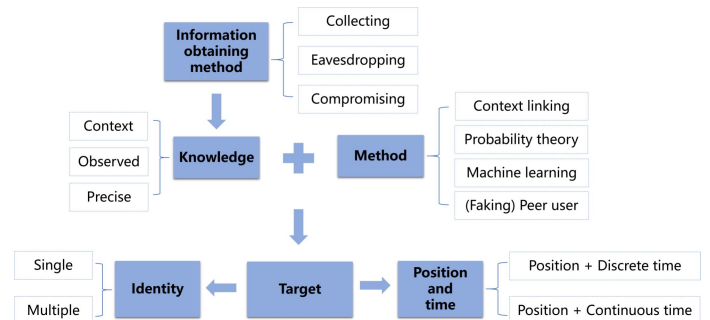 Information
obtaining
method
Collecting
Eavesdropping
Compromising
Context
Observed
Precise
Knowledge
Method
Context linking
Probability theory
Machine learning
(Faking) Peer user
Single
Multiple
Identity
Target
Position
and
time
Position + Discrete time
Position + Continuous time